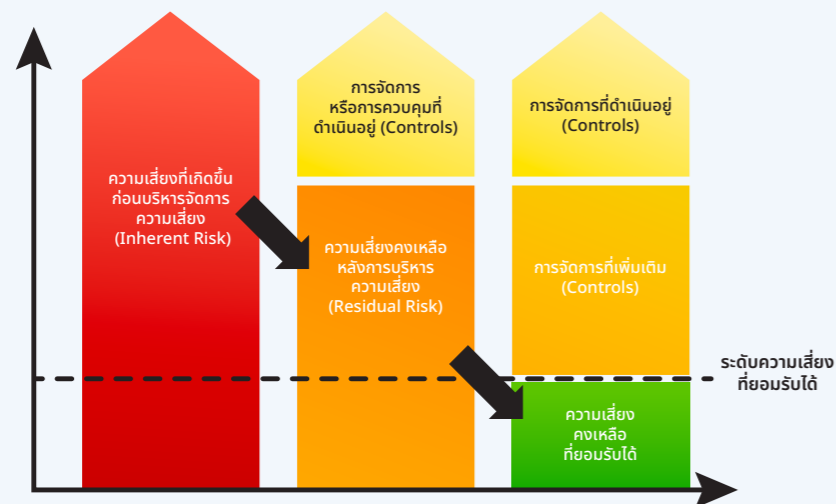 ความเสี่ยงที่เกิดขึ้น
ก่อนบริหารจัดการ
ความเสี่ยง
(Inherent Risk)
การจัดการ
หรือการควบคุมที่
ดำเนินอยู่ (Controls)
ความเสี่ยงคงเหลือ
หลังการบริหาร
ความเสี่ยง
(Residual Risk)
การจัดการที่ดำเนินอยู่
(Controls)
การจัดการที่เพิ่มเติม
(Controls)
ความเสี่ยง
คงเหลือ
ที่ยอมรับได้
ระดับความเสี่ยง
ที่ยอมรับได้